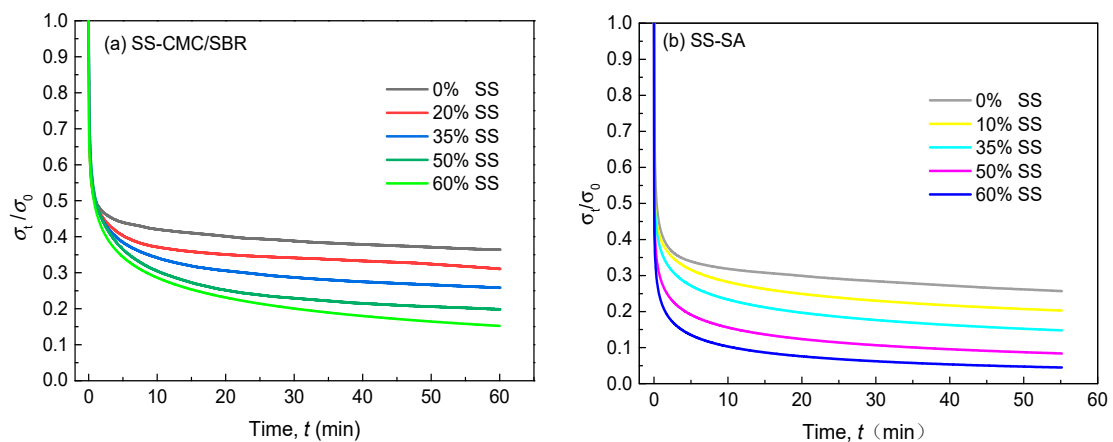 (a) SS-CMC/SBR
0% SS
20% SS
35% SS
50% SS
60% SS
σt/σ0
1.0
0.9
0.8
0.7
0.6
0.5
0.4
0.3
0.2
0.1
0.0
0 10 20 30 40 50 60
Time, t (min)
(b) SS-SA
0% SS
10% SS
35% SS
50% SS
60% SS
σt/σ0
1.0
0.9
0.8
0.7
0.6
0.5
0.4
0.3
0.2
0.1
0.0
0 10 20 30 40 50 60
Time, t（min）